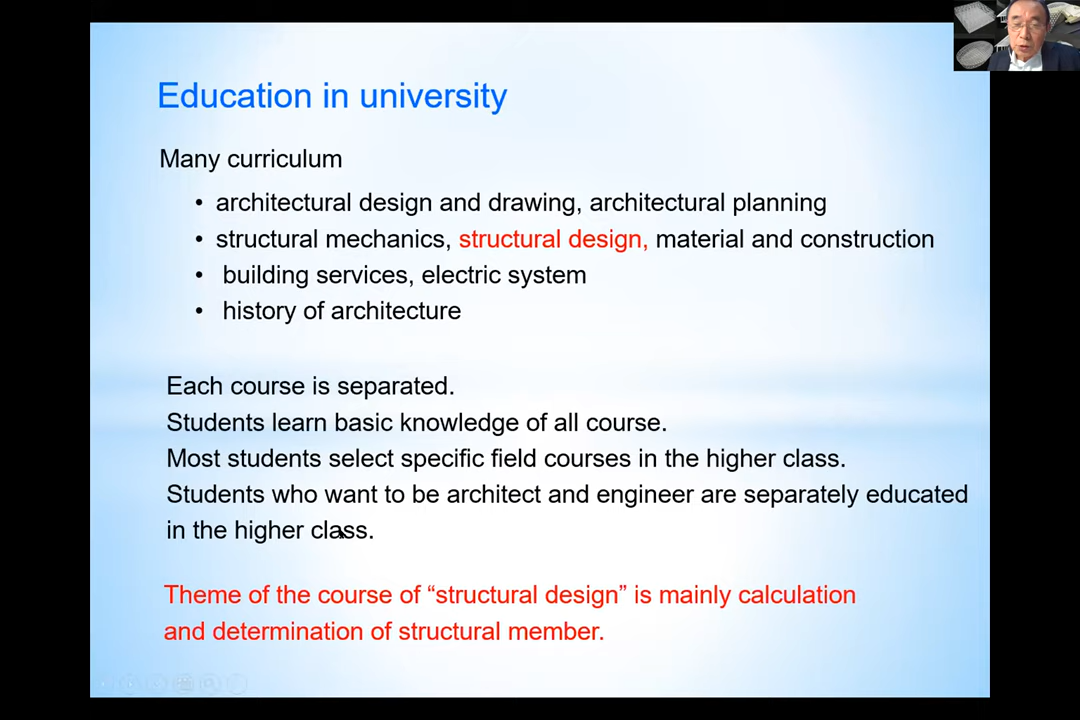 Education in university
Many curriculum
• architectural design and drawing, architectural planning
• structural mechanics, structural design, material and construction
• building services, electric system
• history of architecture
Each course is separated.
Students learn basic knowledge of all course.
Most students select specific field courses in the higher class.
Students who want to be architect and engineer are separately educated
in the higher class.
Theme of the course of “structural design” is mainly calculation
and determination of structural member.